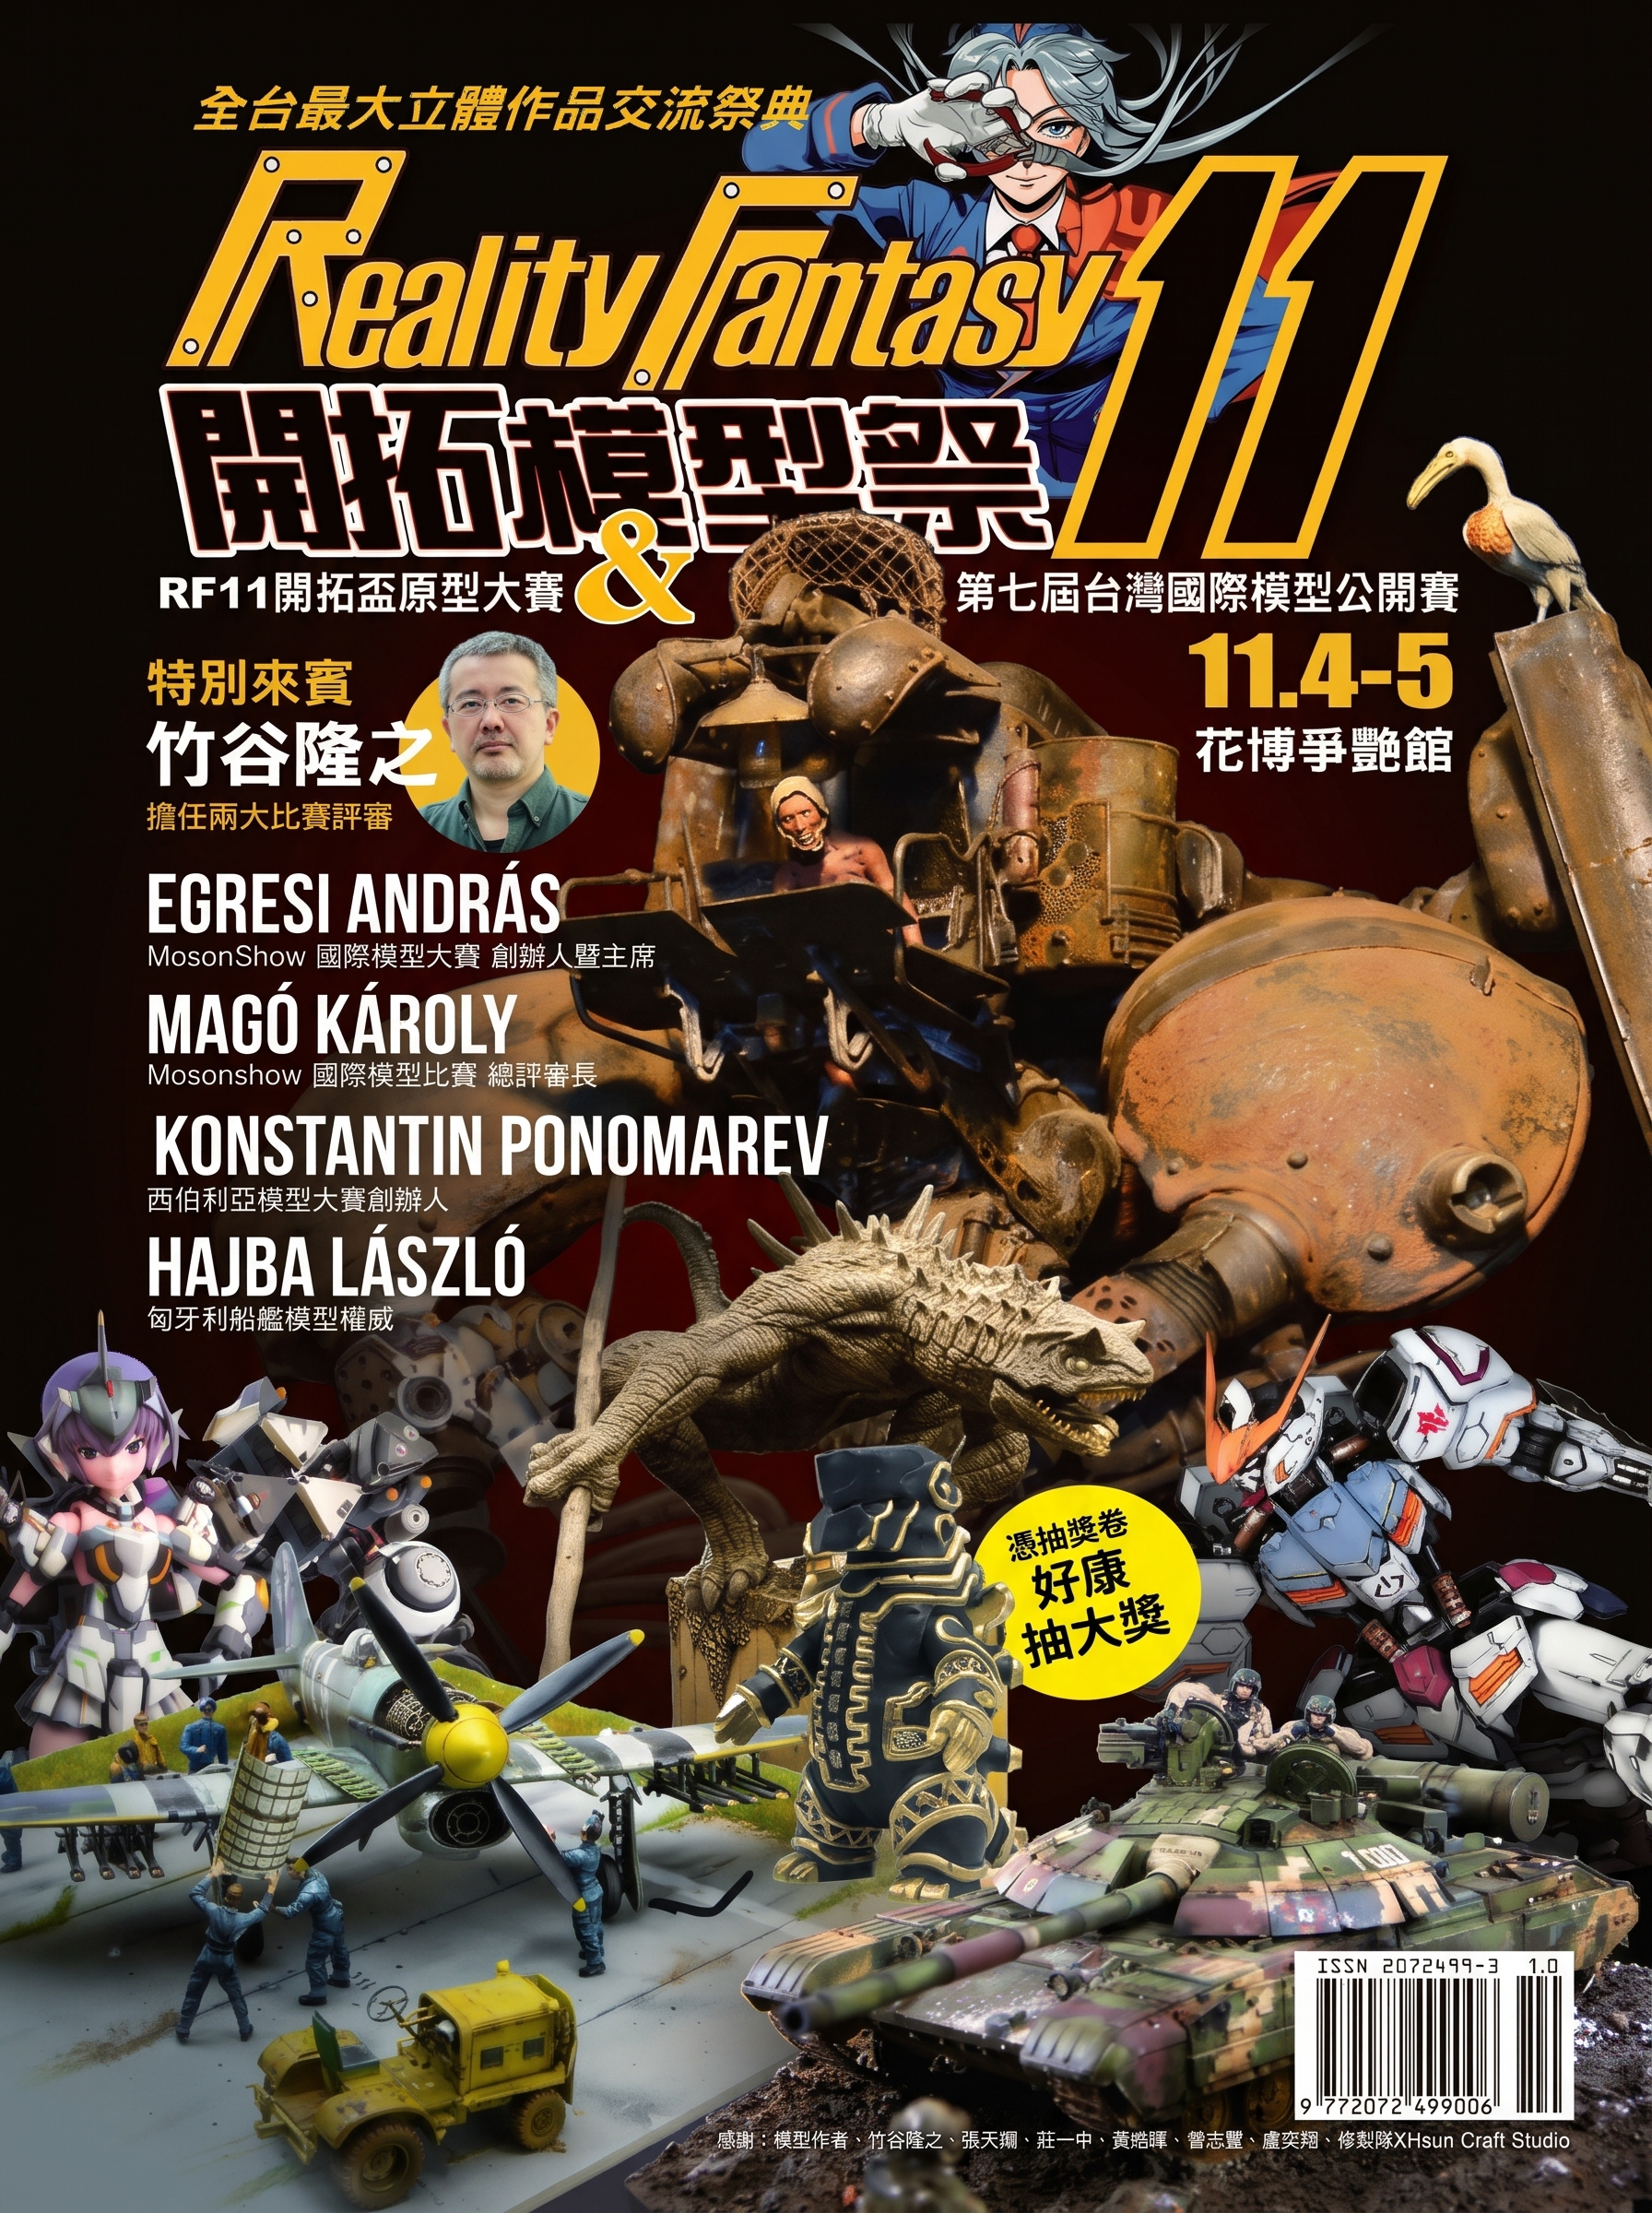 全台最大立體作品交流祭典
Reality Fantasy 11
開拓模型祭
&
RF11開拓盃原型大賽
第七屆台灣國際模型公開賽
11.4-5
花博爭艷館
特別來賓
竹谷隆之
擔任兩大比賽評審
EGRESI ANDRÁS
MosonShow 國際模型大賽 創辦人暨主席
MAGÓ KÁROLY
Mosonshow 國際模型比賽 總評審長
KONSTANTIN PONOMAREV
西伯利亞模型大賽創辦人
HAJBA LÁSZLÓ
匈牙利船艦模型權威
憑抽獎卷
好康
抽大獎
ISSN 2072499-3 1.0
9 772072 499006
感謝：模型作者、竹谷隆之、張天翔、莊一中、黃皓暉、曾志豐、盧奕翔、修製隊XHsun Craft Studio